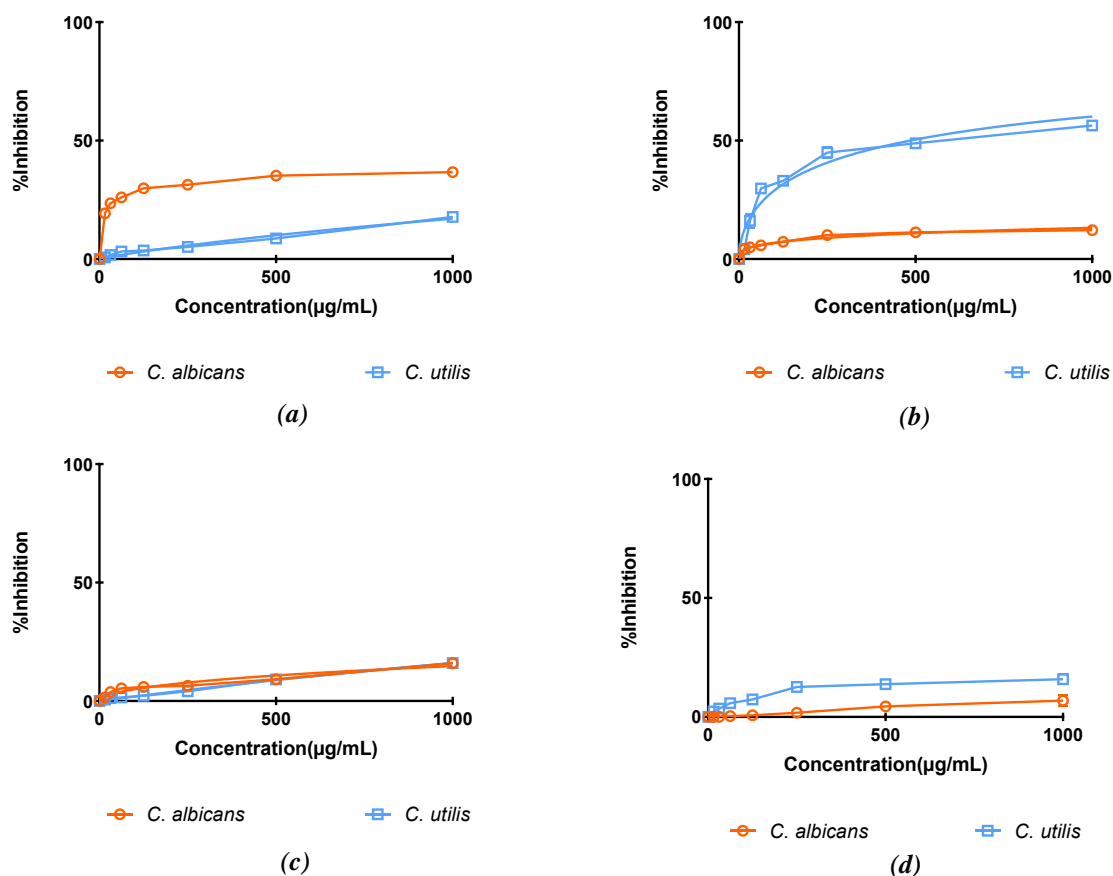 100
50
0
%Inhibition
0
500
1000
Concentration(µg/mL)
C. albicans
C. utilis
(a)
100
50
0
%Inhibition
0
500
1000
Concentration(µg/mL)
C. albicans
C. utilis
(b)
100
50
0
%Inhibition
0
500
1000
Concentration(µg/mL)
C. albicans
C. utilis
(c)
100
50
0
%Inhibition
0
500
1000
Concentration(µg/mL)
C. albicans
C. utilis
(d)